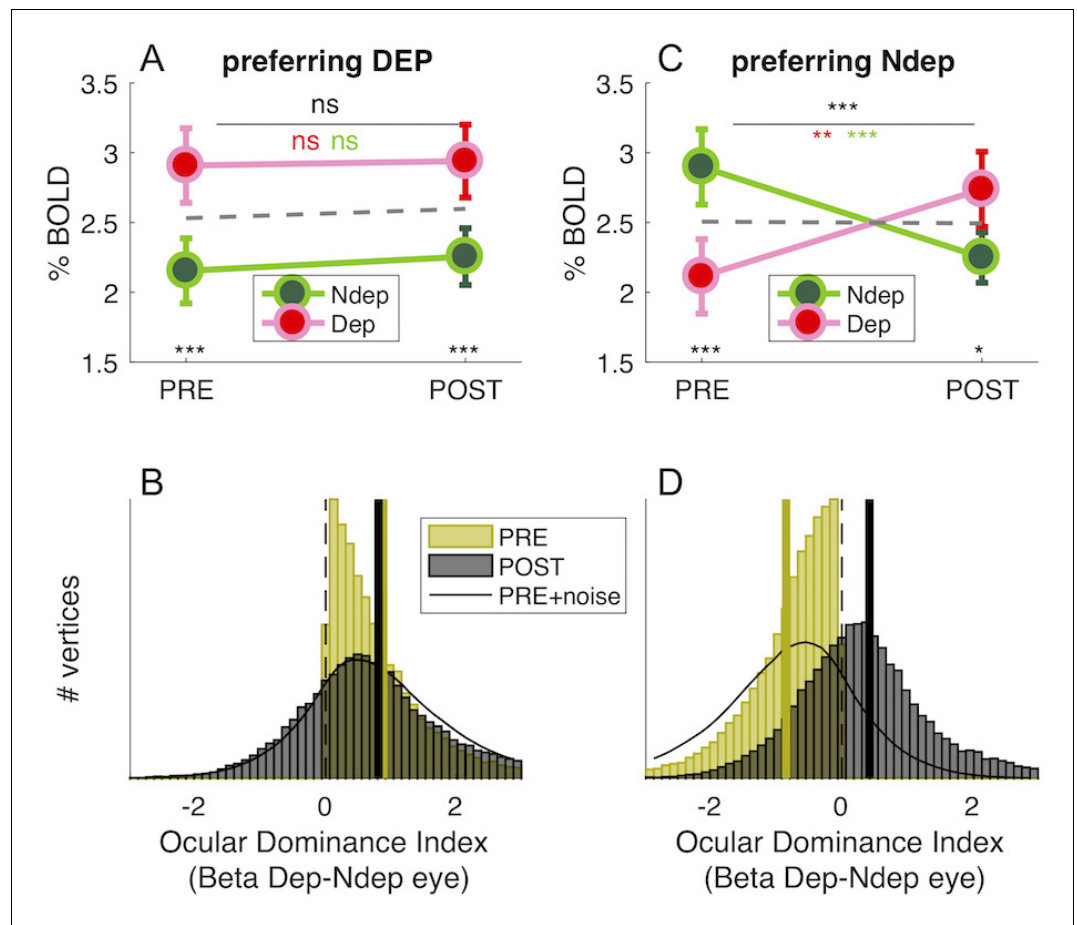 A preferring DEP
3.5
3
2.5
2
1.5
% BOLD
ns
ns ns
Ndep
Dep
*** ***
PRE POST
C preferring Ndep
3.5
3
2.5
2
1.5
% BOLD
***
** ***
Ndep
Dep
*** *
PRE POST
B
# vertices
PRE
POST
PRE+noise
-2 0 2
Ocular Dominance Index
(Beta Dep-Ndep eye)
D
-2 0 2
Ocular Dominance Index
(Beta Dep-Ndep eye)